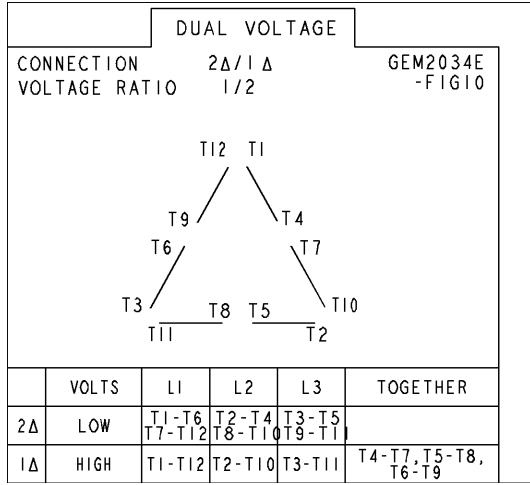 DUAL VOLTAGE
CONNECTION 2Δ/1 Δ GEM2034E
VOLTAGE RATIO 1/2 -FIG10
T12 T1
T9 T4
T6 T7
T3 T8 T5 T10
T11 T2
VOLTS L1 L2 L3 TOGETHER
2Δ LOW T1-T6 T2-T4 T3-T5
T7-T12 T8-T10 T9-T11
1Δ HIGH T1-T12 T2-T10 T3-T11 T4-T7,T5-T8,
T6-T9